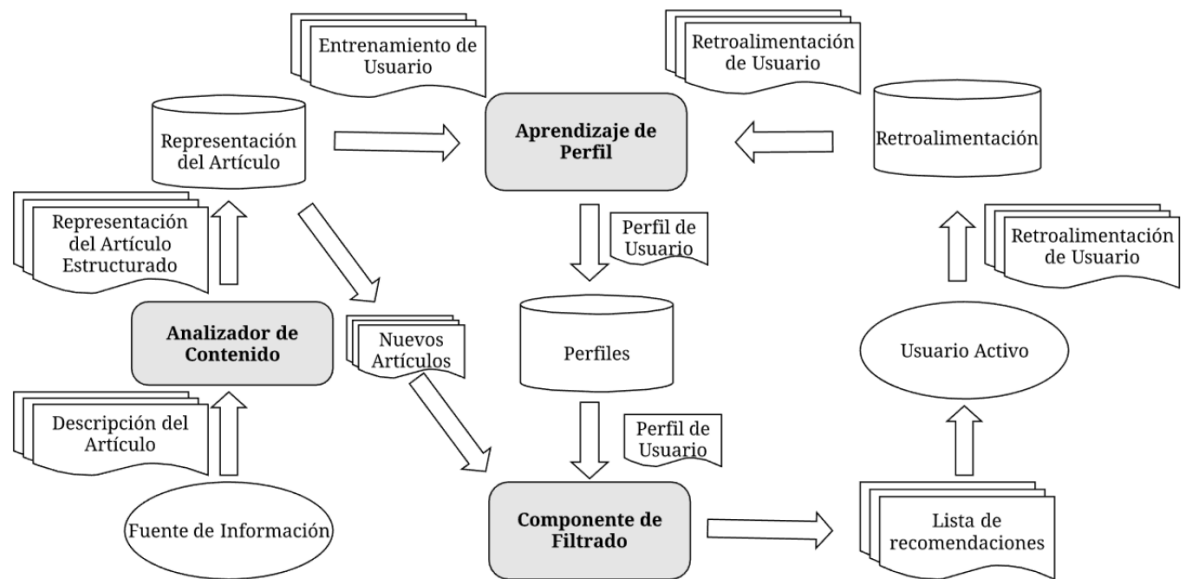 Entrenamiento de
Usuario
Retroalimentación
de Usuario
Representación
del Artículo
Aprendizaje de
Perfil
Retroalimentación
Representación
del Artículo
Estructurado
Perfil de
Usuario
Retroalimentación
de Usuario
Analizador de
Contenido
Nuevos
Artículos
Perfiles
Usuario Activo
Descripción del
Artículo
Perfil de
Usuario
Fuente de Información
Componente de
Filtrado
Lista de
recomendaciones